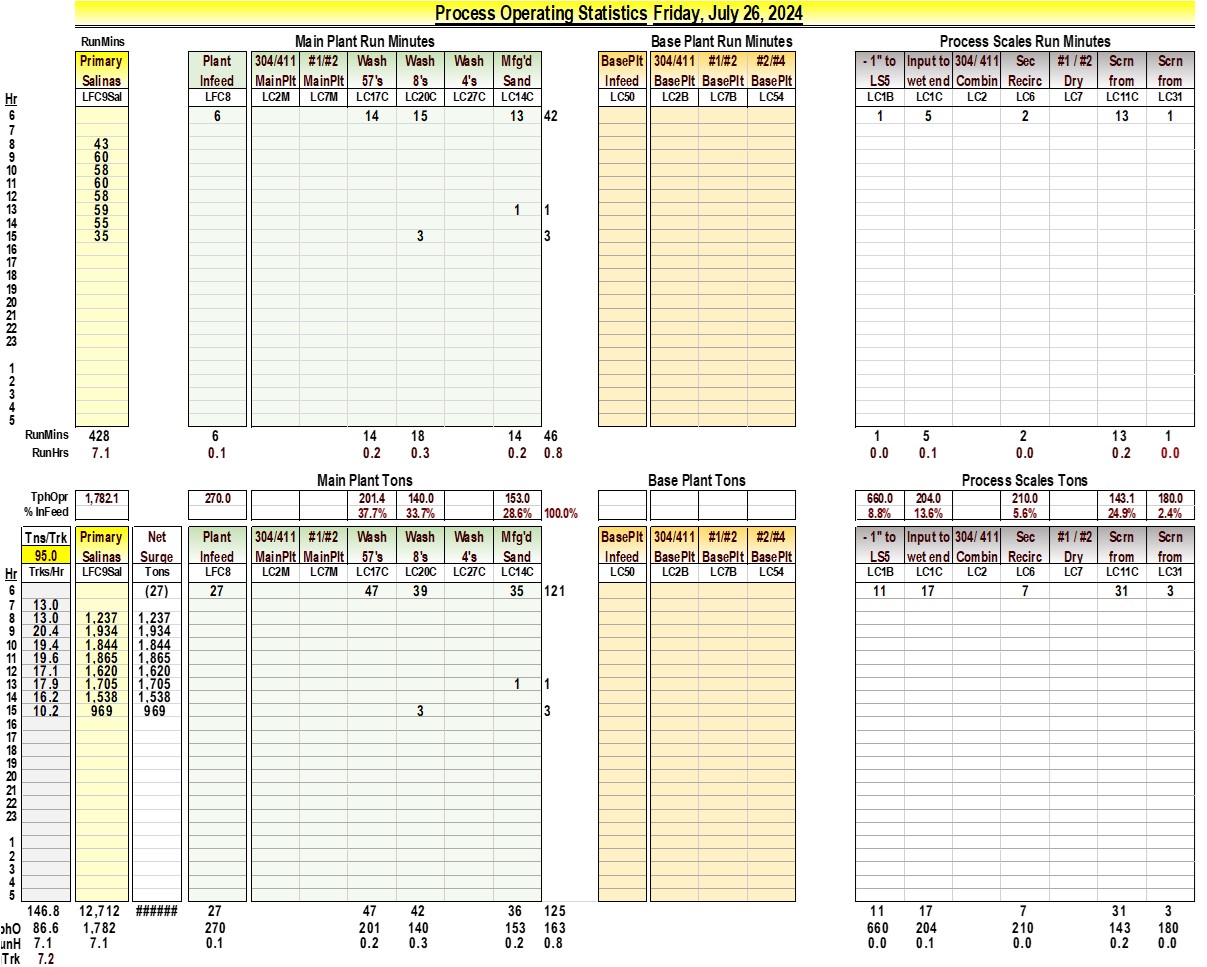 Process Operating Statistics Friday, July 26, 2024
RunMins Main Plant Run Minutes Base Plant Run Minutes Process Scales Run Minutes
Primary Plant 304/411 #1/#2 Wash Wash Wash Mfg'd BasePlt 304/411 #1/#2 #2/#4 - 1" to Input to 304/ 411 Sec #1 / #2 Scrn Scrn
Salinas Infeed MainPlt MainPlt 57's 8's 4's Sand Infeed BasePlt BasePlt BasePlt LS5 wet end Combin Recirc Dry from from
Hr LFC9Sal LFC8 LC2M LC7M LC17C LC20C LC27C LC14C LC50 LC2B LC7B LC54 LC1B LC1C LC2 LC6 LC7 LC11C LC31
6 6 14 15 13 42 1 5 2 13 1
7
8 43
9 60
10 58
11 60
12 58
13 59 1 1
14 55
15 35 3 3
16
17
18
19
20
21
22
23
1
2
3
4
5
RunMins 428 6 14 18 14 46 1 5 2 13 1
RunHrs 7.1 0.1 0.2 0.3 0.2 0.8 0.0 0.1 0.0 0.2 0.0
Main Plant Tons Base Plant Tons Process Scales Tons
TphOpr 1,782.1 270.0 201.4 140.0 153.0 660.0 204.0 210.0 143.1 180.0
% InFeed 37.7% 33.7% 28.6% 100.0% 8.8% 13.6% 5.6% 24.9% 2.4%
Tns/Trk Primary Net Plant 304/411 #1/#2 Wash Wash Wash Mfg'd BasePlt 304/411 #1/#2 #2/#4 - 1" to Input to 304/ 411 Sec #1 / #2 Scrn Scrn
95.0 Salinas Surge Infeed MainPlt MainPlt 57's 8's 4's Sand Infeed BasePlt BasePlt BasePlt LS5 wet end Combin Recirc Dry from from
Hr Trks/Hr LFC9Sal Tons LFC8 LC2M LC7M LC17C LC20C LC27C LC14C LC50 LC2B LC7B LC54 LC1B LC1C LC2 LC6 LC7 LC11C LC31
6 (27) 27 47 39 35 121 11 17 7 31 3
7 13.0
8 13.0 1,237 1,237
9 20.4 1,934 1,934
10 19.4 1,844 1,844
11 19.6 1,865 1,865
12 17.1 1,620 1,620
13 17.9 1,705 1,705 1 1
14 16.2 1,538 1,538
15 10.2 969 969 3 3
16
17
18
19
20
21
22
23
1
2
3
4
5
146.8 12,712 ###### 27 47 42 36 125 11 17 7 31 3
phO 86.6 1,782 270 201 140 153 163 660 204 210 143 180
unH 7.1 7.1 0.1 0.2 0.3 0.2 0.8 0.0 0.1 0.0 0.2 0.0
Trk 7.2